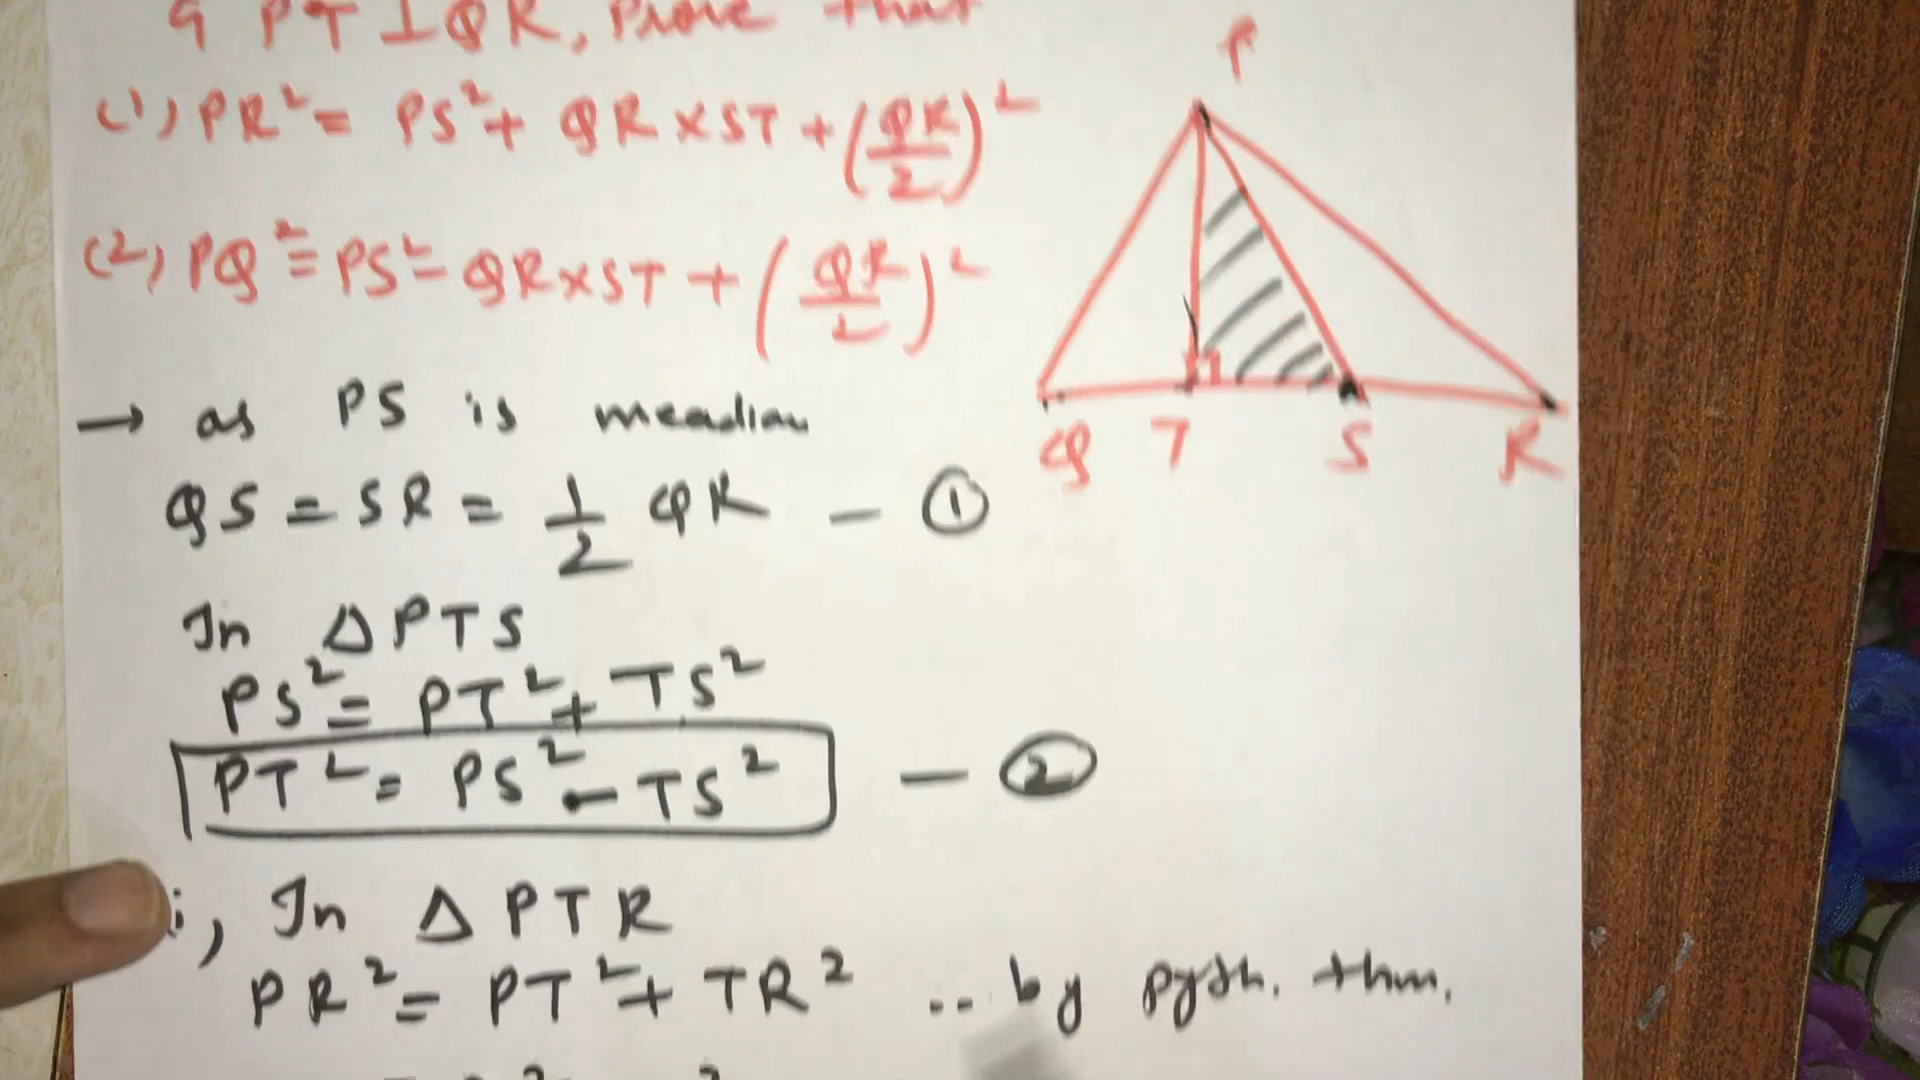 PT ⊥ QR, Prove that
(1) PR² = PS² + QR × ST + (QR/2)²
(2) PQ² = PS² - QR × ST + (QR/2)²
→ as PS is meadian
QS = SR = 1/2 QR — ①
In △PTS
PS² = PT² + TS²
PT² = PS² - TS² — ②
i, In △ PTR
PR² = PT² + TR² .. by pyth. thm.
P
Q T S R